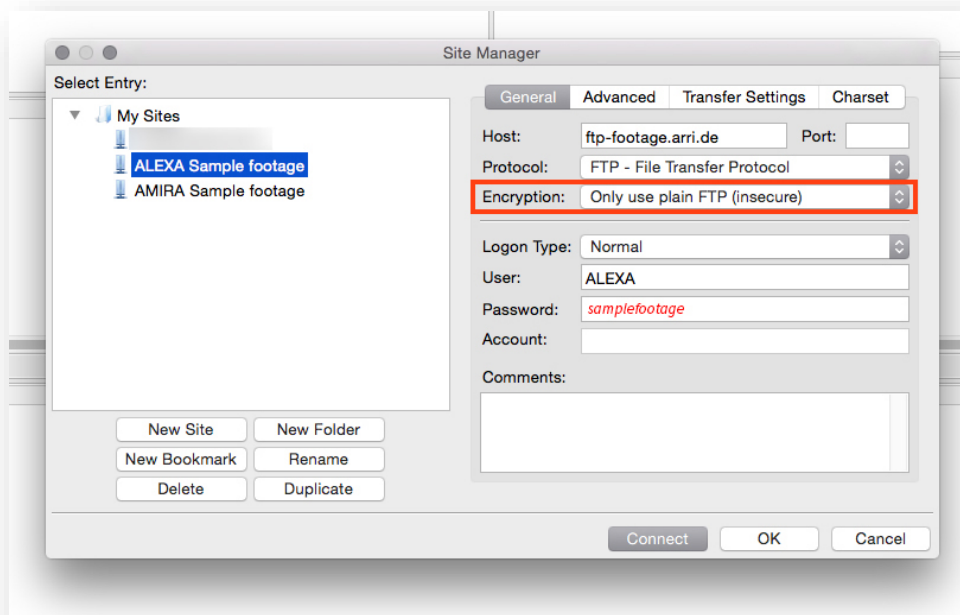 Site Manager
Select Entry:
My Sites
ALEXA Sample footage
AMIRA Sample footage
New Site New Folder
New Bookmark Rename
Delete Duplicate
General Advanced Transfer Settings Charset
Host: ftp-footage.arri.de Port:
Protocol: FTP - File Transfer Protocol
Encryption: Only use plain FTP (insecure)
Logon Type: Normal
User: ALEXA
Password: samplefootage
Account:
Comments:
Connect OK Cancel